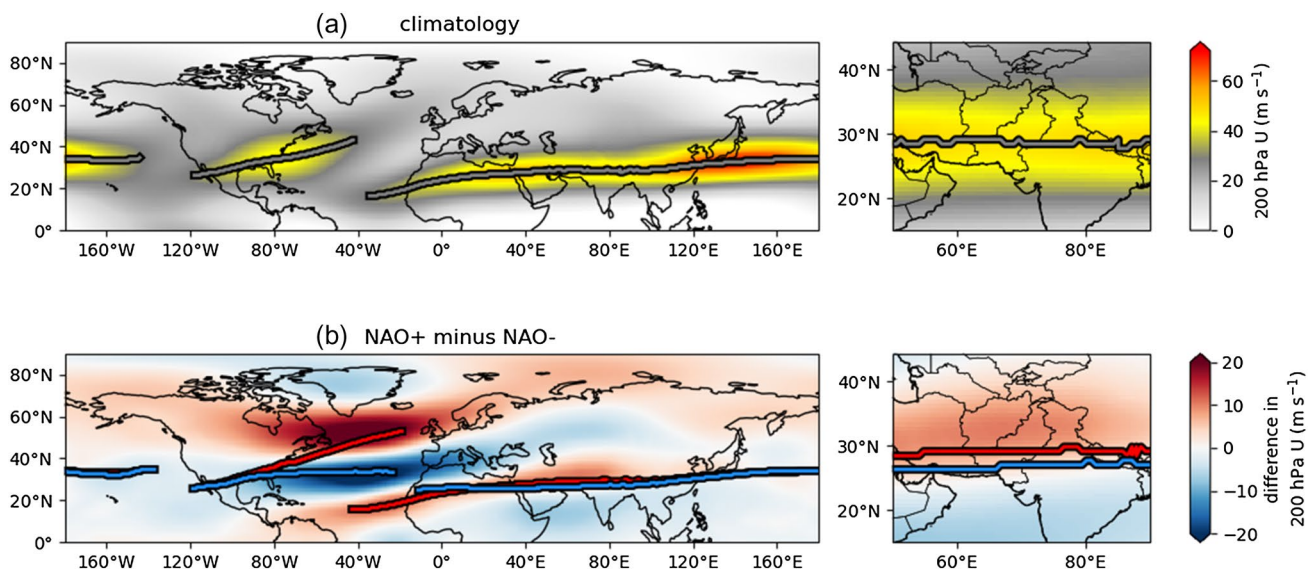 (a) climatology
80°N
60°N
40°N
20°N
0°
160°W 120°W 80°W 40°W 0° 40°E 80°E 120°E 160°E
40°N
30°N
20°N
60°E 80°E
60
40
20
0
200 hPa U (m s⁻¹)
(b) NAO+ minus NAO-
80°N
60°N
40°N
20°N
0°
160°W 120°W 80°W 40°W 0° 40°E 80°E 120°E 160°E
40°N
30°N
20°N
60°E 80°E
20
10
0
−10
−20
difference in
200 hPa U (m s⁻¹)